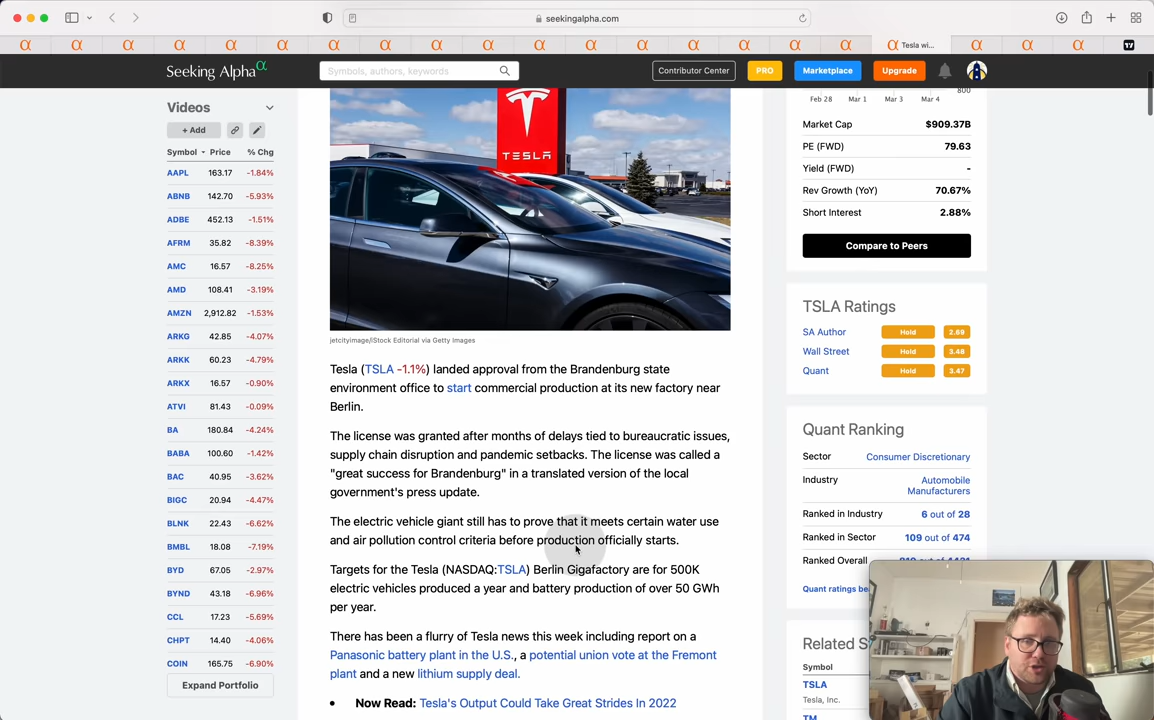 seekingalpha.com
Tesla wi...
Seeking Alpha α
Symbols, authors, keywords
Contributor Center
PRO
Marketplace
Upgrade
Videos
+ Add
Symbol Price % Chg
AAPL 163.17 -1.84%
ABNB 142.70 -5.93%
ADBE 452.13 -1.51%
AFRM 35.82 -8.39%
AMC 16.57 -8.25%
AMD 108.41 -3.19%
AMZN 2,912.82 -1.53%
ARKG 42.85 -4.07%
ARKK 60.23 -4.79%
ARKX 16.57 -0.90%
ATVI 81.43 -0.09%
BA 180.84 -4.24%
BABA 100.60 -1.42%
BAC 40.95 -3.62%
BIGC 20.94 -4.47%
BLNK 22.43 -6.62%
BMBL 18.08 -7.19%
BYD 67.05 -2.97%
BYND 43.18 -6.96%
CCL 17.23 -5.69%
CHPT 14.40 -4.06%
COIN 165.75 -6.90%
Expand Portfolio
TESLA
jetcityimage/iStock Editorial via Getty Images
Tesla (TSLA -1.1%) landed approval from the Brandenburg state
environment office to start commercial production at its new factory near
Berlin.
The license was granted after months of delays tied to bureaucratic issues,
supply chain disruption and pandemic setbacks. The license was called a
"great success for Brandenburg" in a translated version of the local
government's press update.
The electric vehicle giant still has to prove that it meets certain water use
and air pollution control criteria before production officially starts.
Targets for the Tesla (NASDAQ:TSLA) Berlin Gigafactory are for 500K
electric vehicles produced a year and battery production of over 50 GWh
per year.
There has been a flurry of Tesla news this week including report on a
Panasonic battery plant in the U.S., a potential union vote at the Fremont
plant and a new lithium supply deal.
• Now Read: Tesla's Output Could Take Great Strides In 2022
800
Feb 28 Mar 1 Mar 3 Mar 4
Market Cap $909.37B
PE (FWD) 79.63
Yield (FWD) -
Rev Growth (YoY) 70.67%
Short Interest 2.88%
Compare to Peers
TSLA Ratings
SA Author Hold 2.69
Wall Street Hold 3.48
Quant Hold 3.47
Quant Ranking
Sector Consumer Discretionary
Industry Automobile
Manufacturers
Ranked in Industry 6 out of 28
Ranked in Sector 109 out of 474
Ranked Overall
Quant ratings be
Related S
Symbol
TSLA
Tesla, Inc.
TM